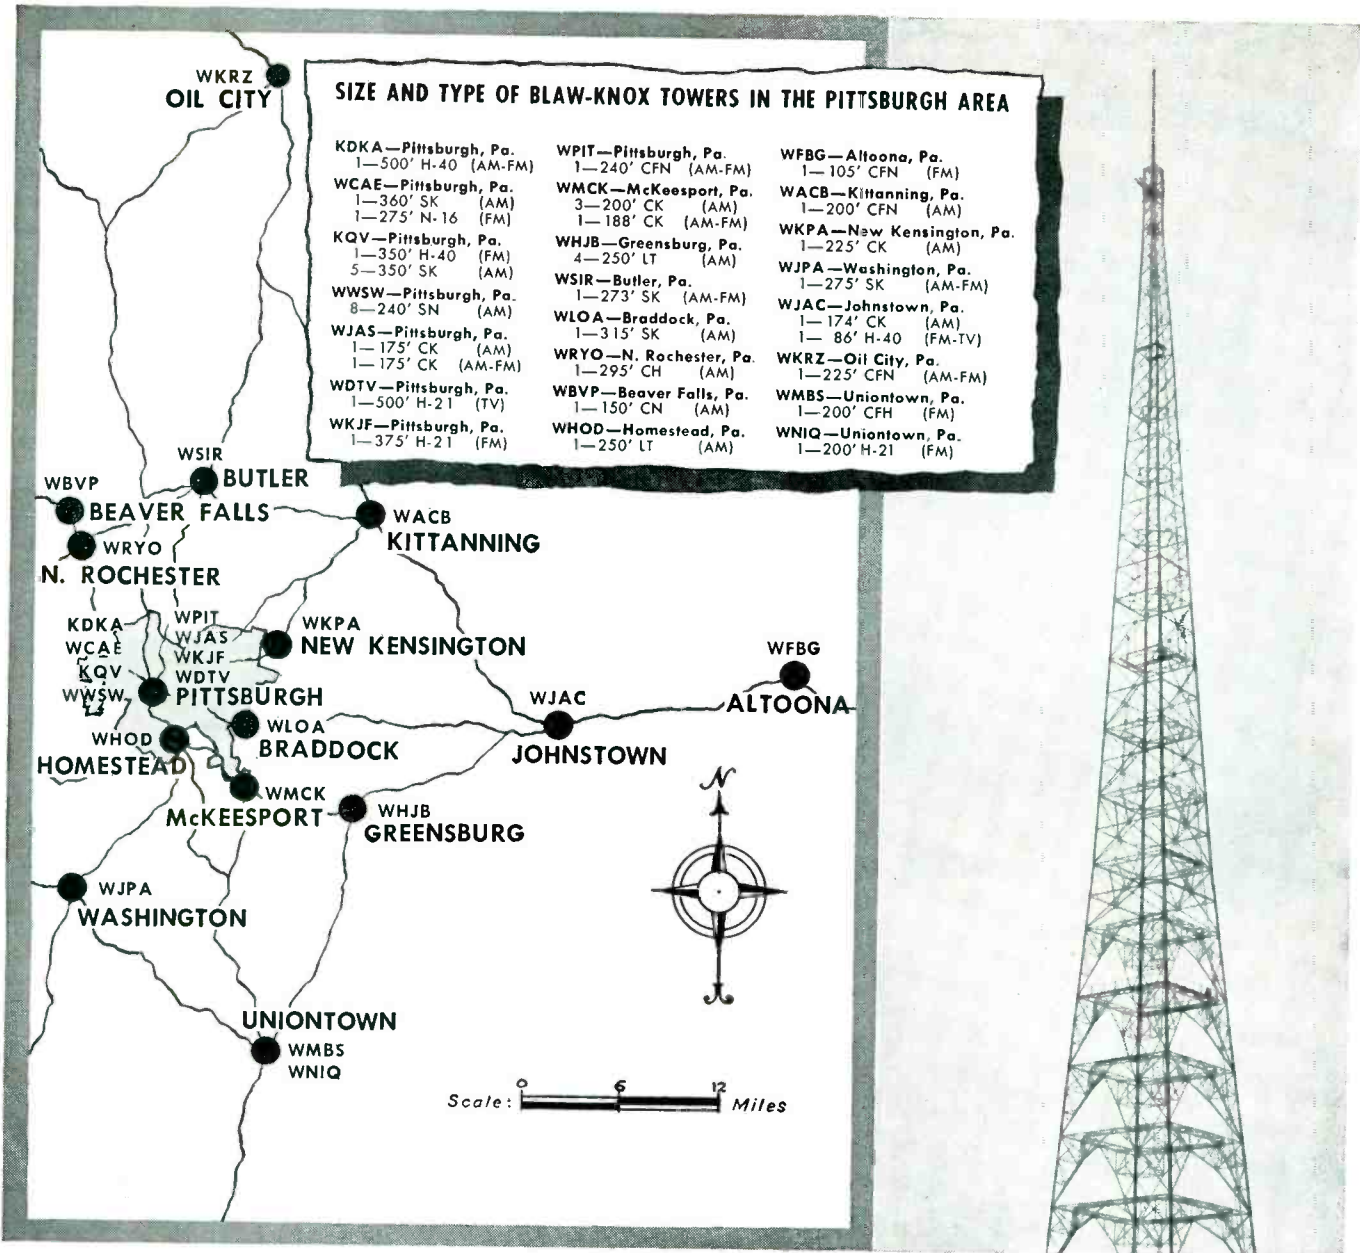 SIZE AND TYPE OF BLAW-KNOX TOWERS IN THE PITTSBURGH AREA
KDKA—Pittsburgh, Pa.
1—500' H-40 (AM-FM)
WCAE—Pittsburgh, Pa.
1—360' SK (AM)
1—275' N-16 (FM)
KQV—Pittsburgh, Pa.
1—350' H-40 (FM)
5—350' SK (AM)
WWSW—Pittsburgh, Pa.
8—240' SN (AM)
WJAS—Pittsburgh, Pa.
1—175' CK (AM)
1—175' CK (AM-FM)
WDTV—Pittsburgh, Pa.
1—500' H-21 (TV)
WKJF—Pittsburgh, Pa.
1—375' H-21 (FM)
WPIT—Pittsburgh, Pa.
1—240' CFN (AM-FM)
WMCK—McKeesport, Pa.
3—200' CK (AM)
1—188' CK (AM-FM)
WHJB—Greensburg, Pa.
4—250' LT (AM)
WSIR—Butler, Pa.
1—273' SK (AM-FM)
WLOA—Braddock, Pa.
1—315' SK (AM)
WRYO—N. Rochester, Pa.
1—295' CH (AM)
WBVP—Beaver Falls, Pa.
1—150' CN (AM)
WHOD—Homestead, Pa.
1—250' LT (AM)
WFBG—Altoona, Pa.
1—105' CFN (FM)
WACB—Kittanning, Pa.
1—200' CFN (AM)
WKPA—New Kensington, Pa.
1—225' CK (AM)
WJPA—Washington, Pa.
1—275' SK (AM-FM)
WJAC—Johnstown, Pa.
1—174' CK (AM)
1— 86' H-40 (FM-TV)
WKRZ—Oil City, Pa.
1—225' CFN (AM-FM)
WMBS—Uniontown, Pa.
1—200' CFH (FM)
WNIQ—Uniontown, Pa.
1—200' H-21 (FM)
WKRZ
OIL CITY
WSIR
BUTLER
WBVP
BEAVER FALLS
WRYO
N. ROCHESTER
WACB
KITTANNING
KDKA
WCAE
KQV
WWSW
WPIT
WJAS
WKJF
WDTV
PITTSBURGH
WKPA
NEW KENSINGTON
WFBG
ALTOONA
WJAC
JOHNSTOWN
WLOA
BRADDOCK
WHOD
HOMESTEAD
WMCK
McKEESPORT
WHJB
GREENSBURG
N
WJPA
WASHINGTON
UNIONTOWN
WMBS
WNIQ
0 6 12
Scale: Miles